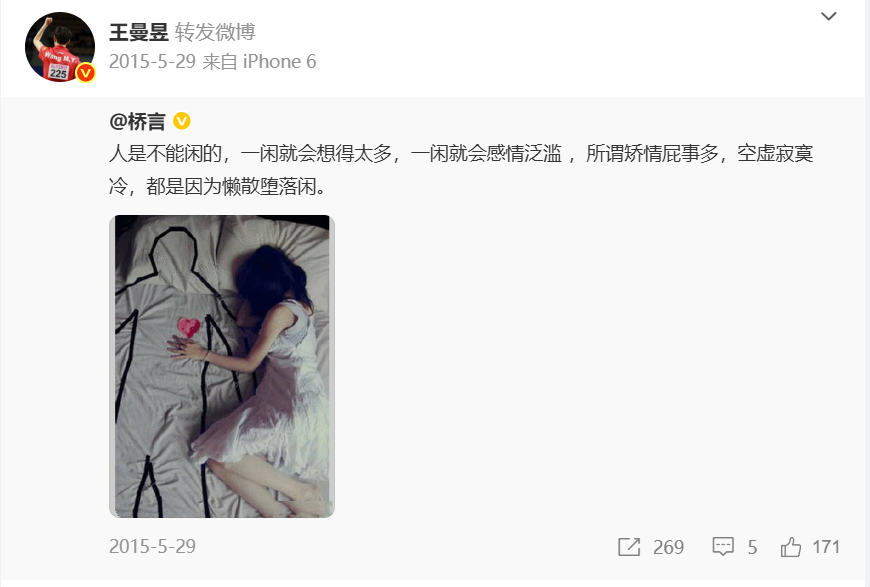 王曼昱 转发微博
2015-5-29 来自 iPhone 6
Wang M.Y.
225
@桥言
人是不能闲的，一闲就会想得太多，一闲就会感情泛滥 ，所谓矫情屁事多，空虚寂寞
冷，都是因为懒散堕落闲。
2015-5-29 269 5 171